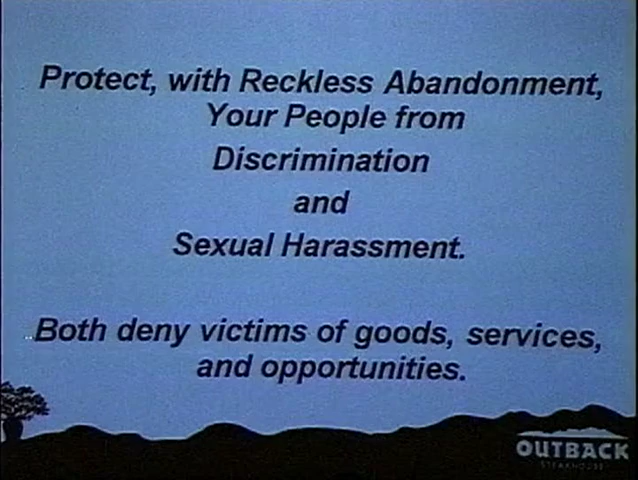 Protect, with Reckless Abandonment,
Your People from
Discrimination
and
Sexual Harassment.
Both deny victims of goods, services,
and opportunities.
OUTBACK
STEAKHOUSE